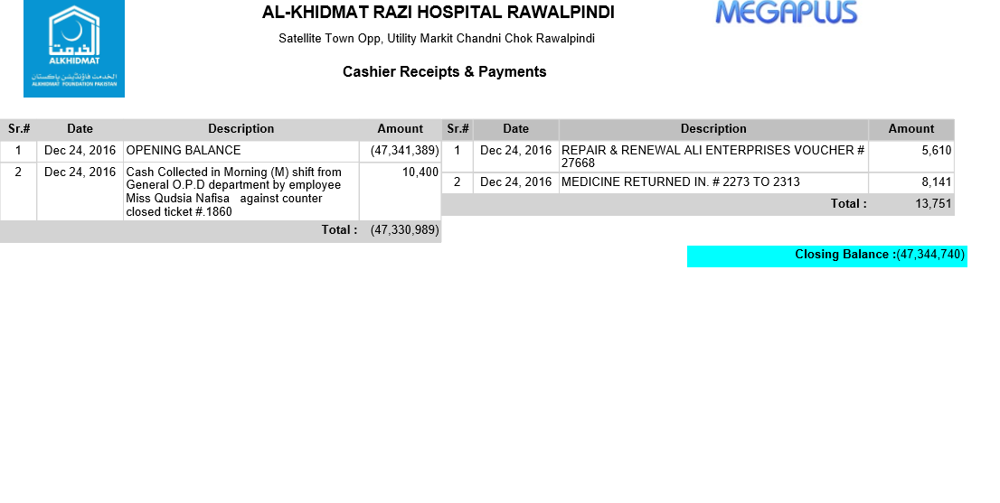 الخدمت
ALKHIDMAT
الخدمت فاؤنڈیشن پاکستان
ALKHIDMAT FOUNDATION PAKISTAN
AL-KHIDMAT RAZI HOSPITAL RAWALPINDI
MEGAPLUS
Satellite Town Opp, Utility Markit Chandni Chok Rawalpindi
Cashier Receipts & Payments
Sr.# Date Description Amount
1 Dec 24, 2016 OPENING BALANCE (47,341,389)
2 Dec 24, 2016 Cash Collected in Morning (M) shift from 10,400
General O.P.D department by employee
Miss Qudsia Nafisa against counter
closed ticket #.1860
Total : (47,330,989)
Sr.# Date Description Amount
1 Dec 24, 2016 REPAIR & RENEWAL ALI ENTERPRISES VOUCHER # 5,610
27668
2 Dec 24, 2016 MEDICINE RETURNED IN. # 2273 TO 2313 8,141
Total : 13,751
Closing Balance :(47,344,740)